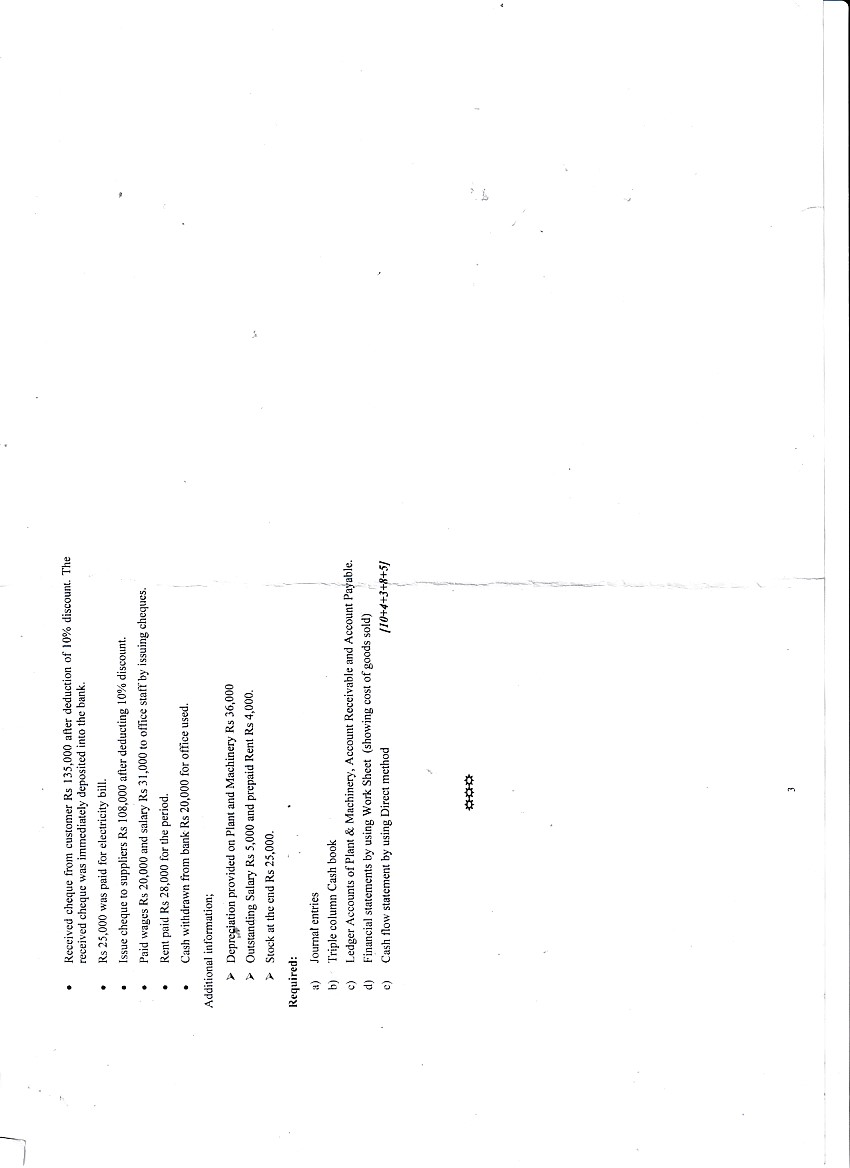 • Received cheque from customer Rs 135,000 after deduction of 10% discount. The
received cheque was immediately deposited into the bank.
• Rs 25,000 was paid for electricity bill.
• Issue cheque to suppliers Rs 108,000 after deducting 10% discount.
• Paid wages Rs 20,000 and salary Rs 31,000 to office staff by issuing cheques.
• Rent paid Rs 28,000 for the period.
• Cash withdrawn from bank Rs 20,000 for office used.
Additional information;
➢ Depreciation provided on Plant and Machinery Rs 36,000
➢ Outstanding Salary Rs 5,000 and prepaid Rent Rs 4,000.
➢ Stock at the end Rs 25,000.
Required:
a) Journal entries
b) Triple column Cash book
c) Ledger Accounts of Plant & Machinery, Account Receivable and Account Payable.
d) Financial statements by using Work Sheet (showing cost of goods sold)
e) Cash flow statement by using Direct method [10+4+3+8+5]
***
3